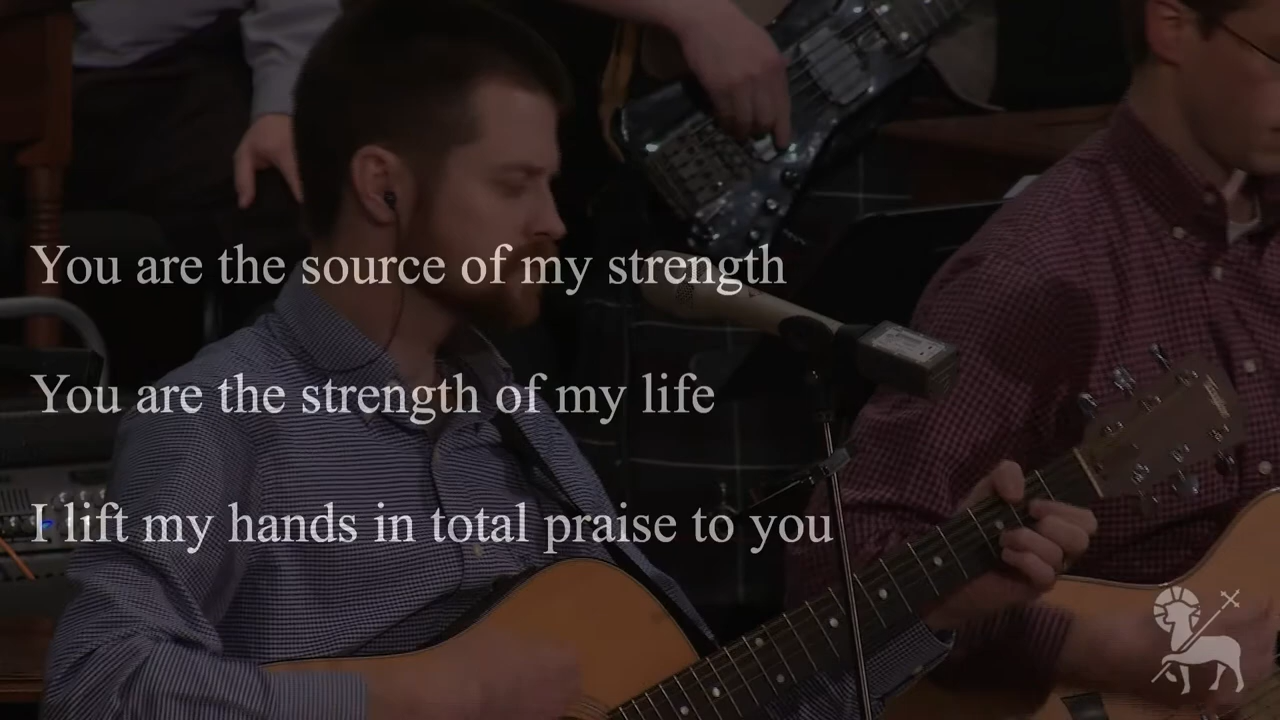 You are the source of my strength
You are the strength of my life
I lift my hands in total praise to you